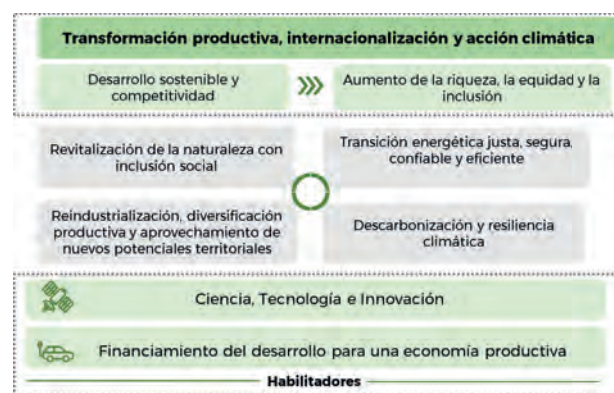 Transformación productiva, internacionalización y acción climática
Desarrollo sostenible y
competitividad
Aumento de la riqueza, la equidad y la
inclusión
Revitalización de la naturaleza con
inclusión social
Transición energética justa, segura,
confiable y eficiente
Reindustrialización, diversificación
productiva y aprovechamiento de
nuevos potenciales territoriales
Descarbonización y resiliencia
climática
Ciencia, Tecnología e Innovación
Financiamiento del desarrollo para una economía productiva
Habilitadores